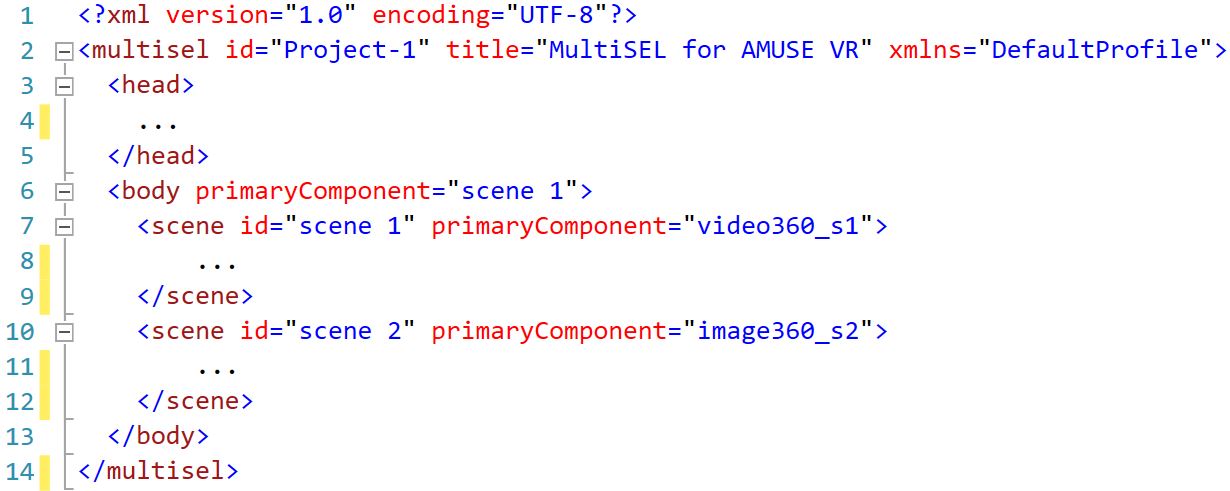 1 <?xml version="1.0" encoding="UTF-8"?>
2 <multisel id="Project-1" title="MultiSEL for AMUSE VR" xmlns="DefaultProfile">
3 <head>
4 ...
5 </head>
6 <body primaryComponent="scene 1">
7 <scene id="scene 1" primaryComponent="video360_s1">
8 ...
9 </scene>
10 <scene id="scene 2" primaryComponent="image360_s2">
11 ...
12 </scene>
13 </body>
14 </multisel>